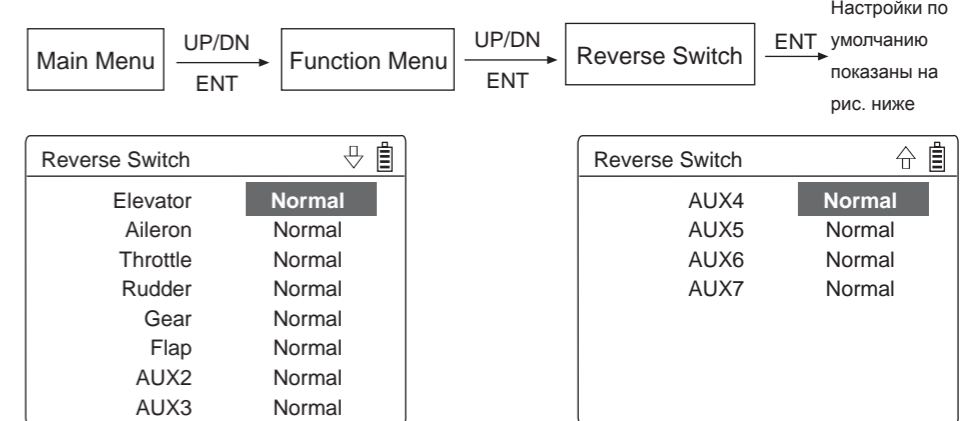 Main Menu
UP/DN
ENT
Function Menu
UP/DN
ENT
Reverse Switch
ENT
Настройки по
умолчанию
показаны на
рис. ниже
Reverse Switch
Elevator Normal
Aileron Normal
Throttle Normal
Rudder Normal
Gear Normal
Flap Normal
AUX2 Normal
AUX3 Normal
Reverse Switch
AUX4 Normal
AUX5 Normal
AUX6 Normal
AUX7 Normal